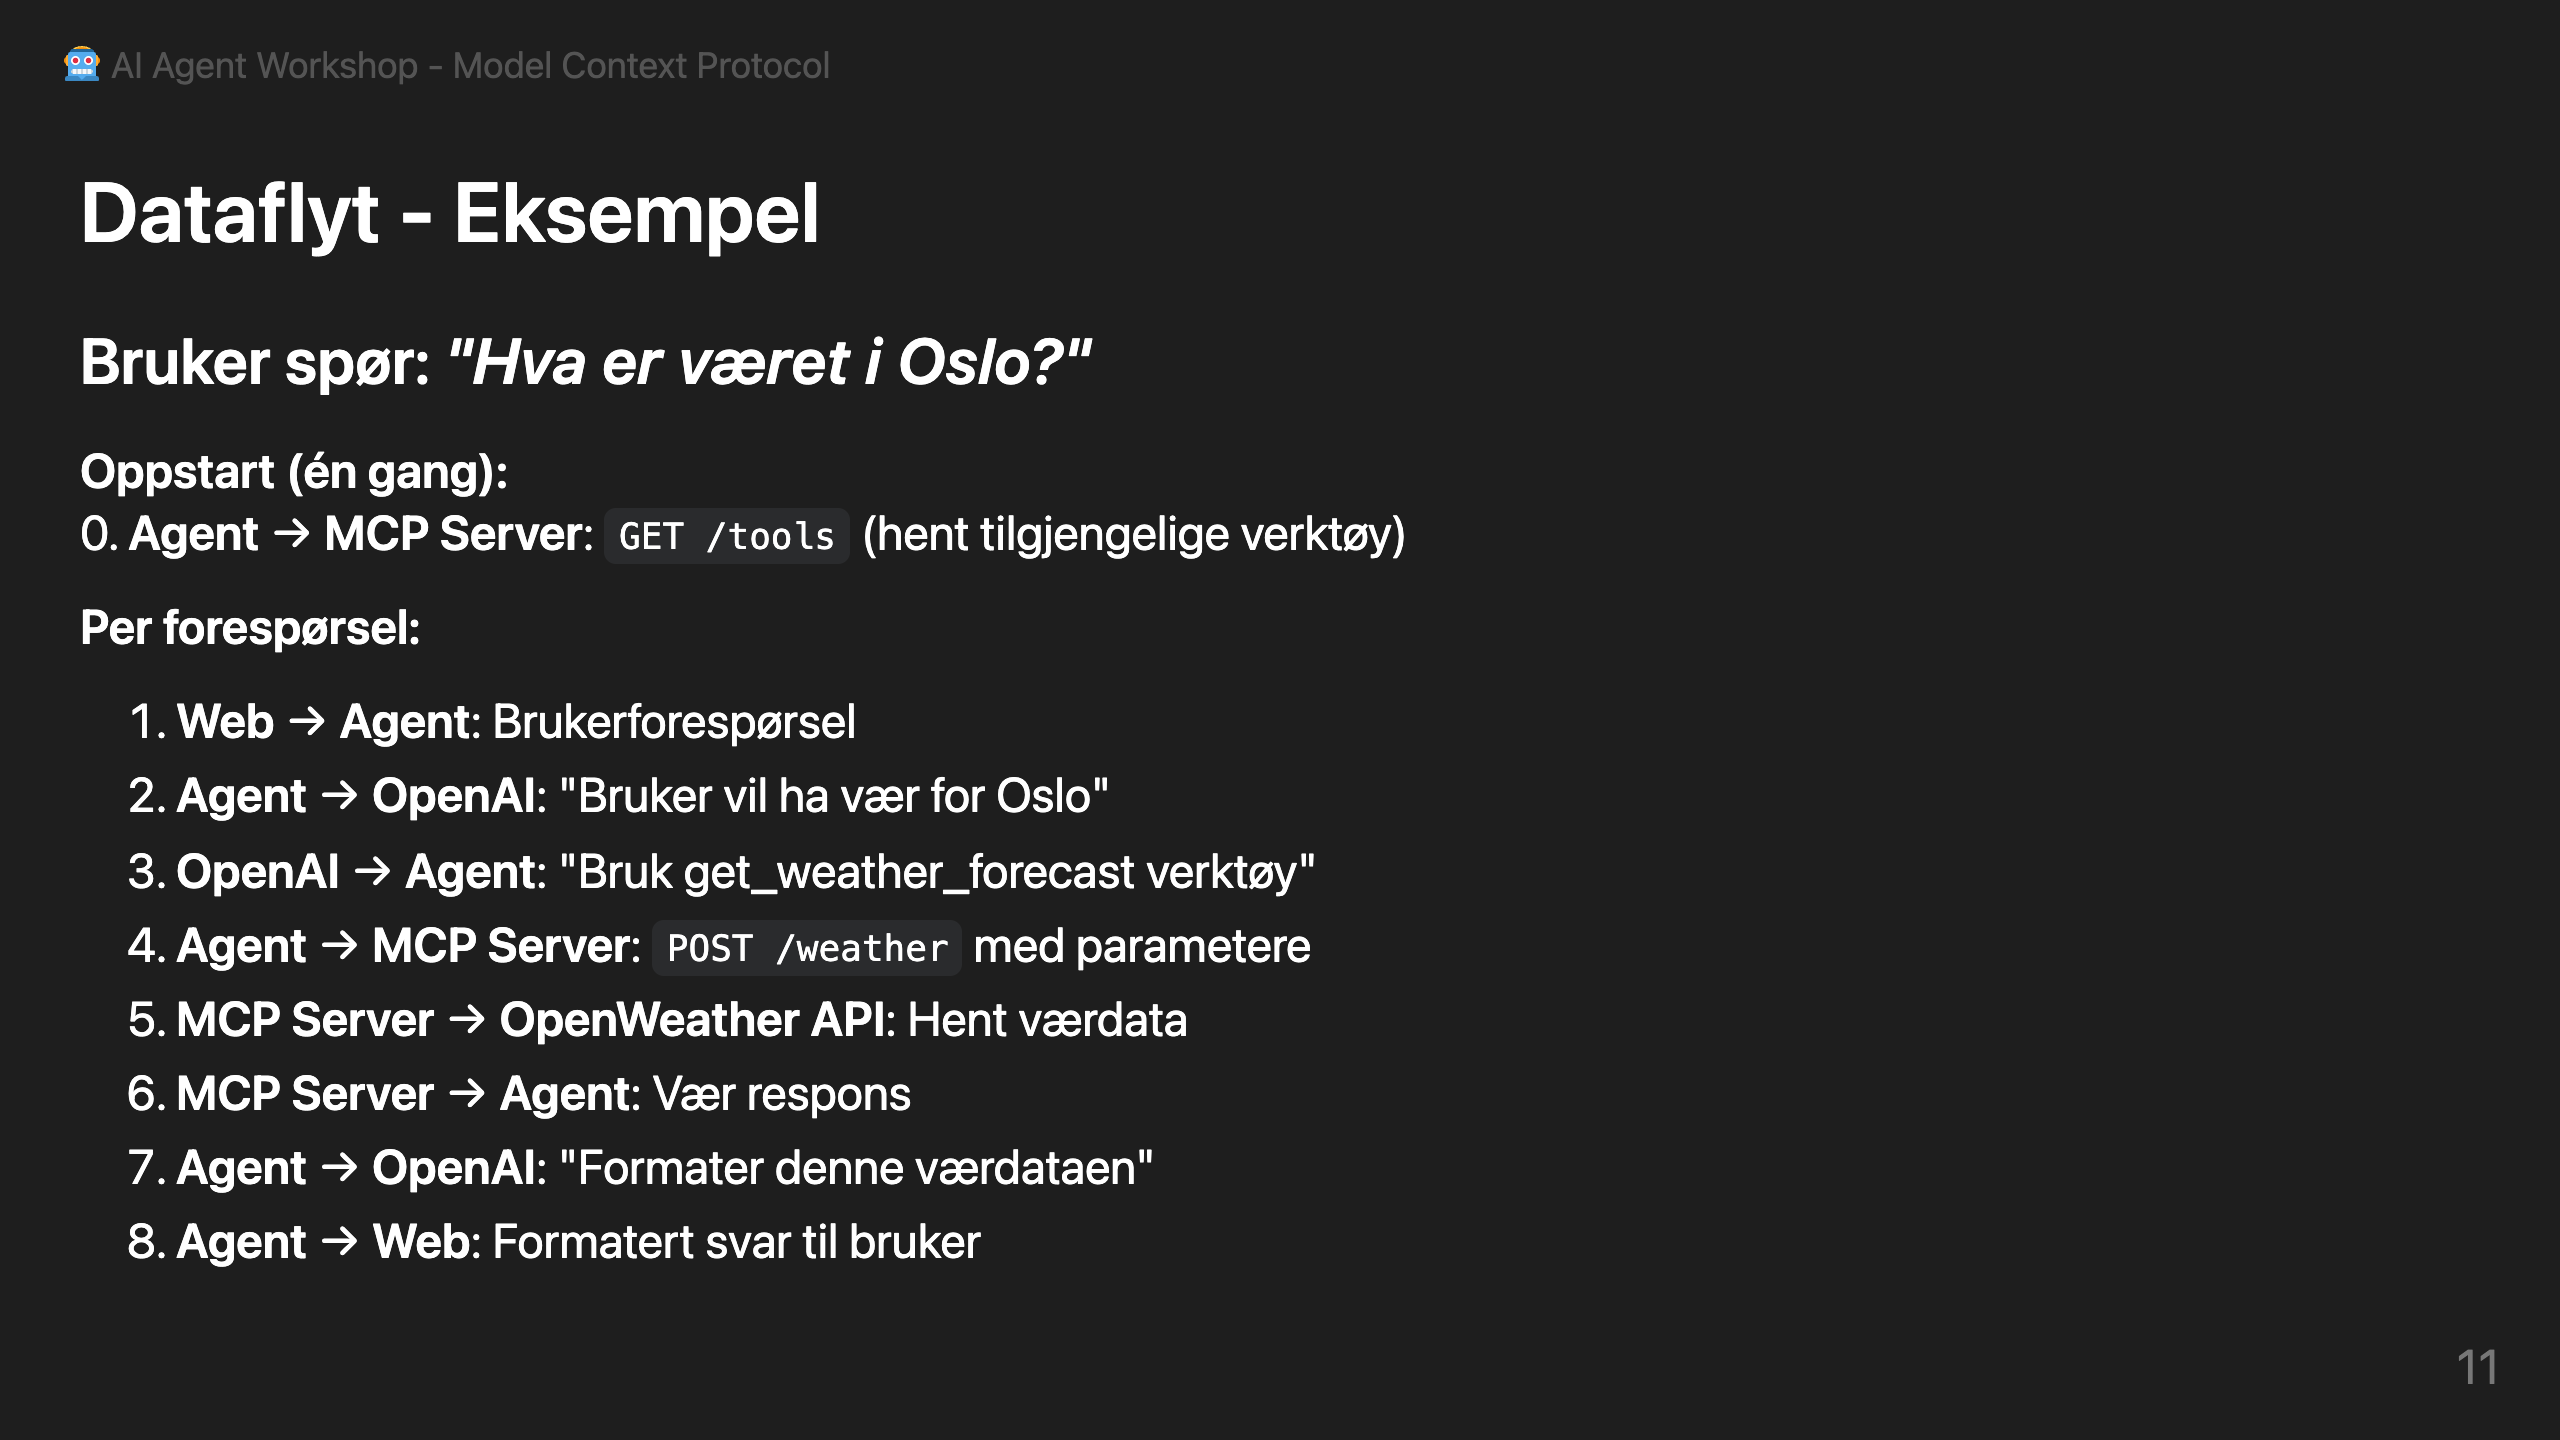 AI Agent Workshop - Model Context Protocol
Dataflyt - Eksempel
Bruker spør: "Hva er været i Oslo?"
Oppstart (én gang):
0. Agent → MCP Server: GET /tools (hent tilgjengelige verktøy)
Per forespørsel:
1. Web → Agent: Brukerforespørsel
2. Agent → OpenAI: "Bruker vil ha vær for Oslo"
3. OpenAI → Agent: "Bruk get_weather_forecast verktøy"
4. Agent → MCP Server: POST /weather med parametere
5. MCP Server → OpenWeather API: Hent værdata
6. MCP Server → Agent: Vær respons
7. Agent → OpenAI: "Formater denne værdataen"
8. Agent → Web: Formatert svar til bruker
11